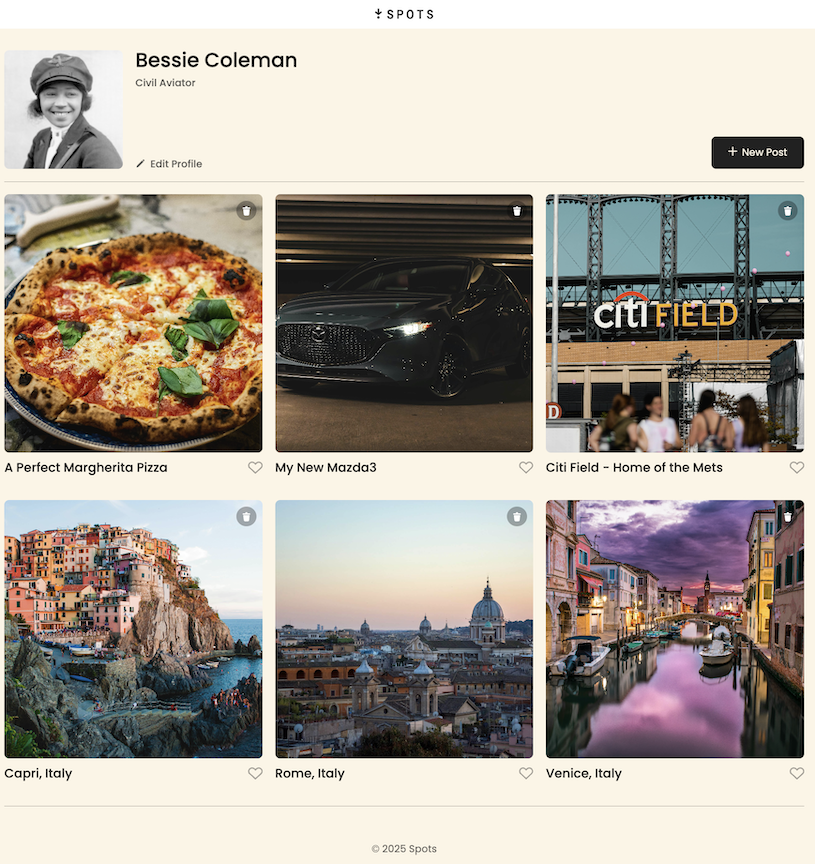 SPOTS
Bessie Coleman
Civil Aviator
Edit Profile
+ New Post
citi FIELD
D
A Perfect Margherita Pizza
My New Mazda3
Citi Field - Home of the Mets
Capri, Italy
Rome, Italy
Venice, Italy
© 2025 Spots